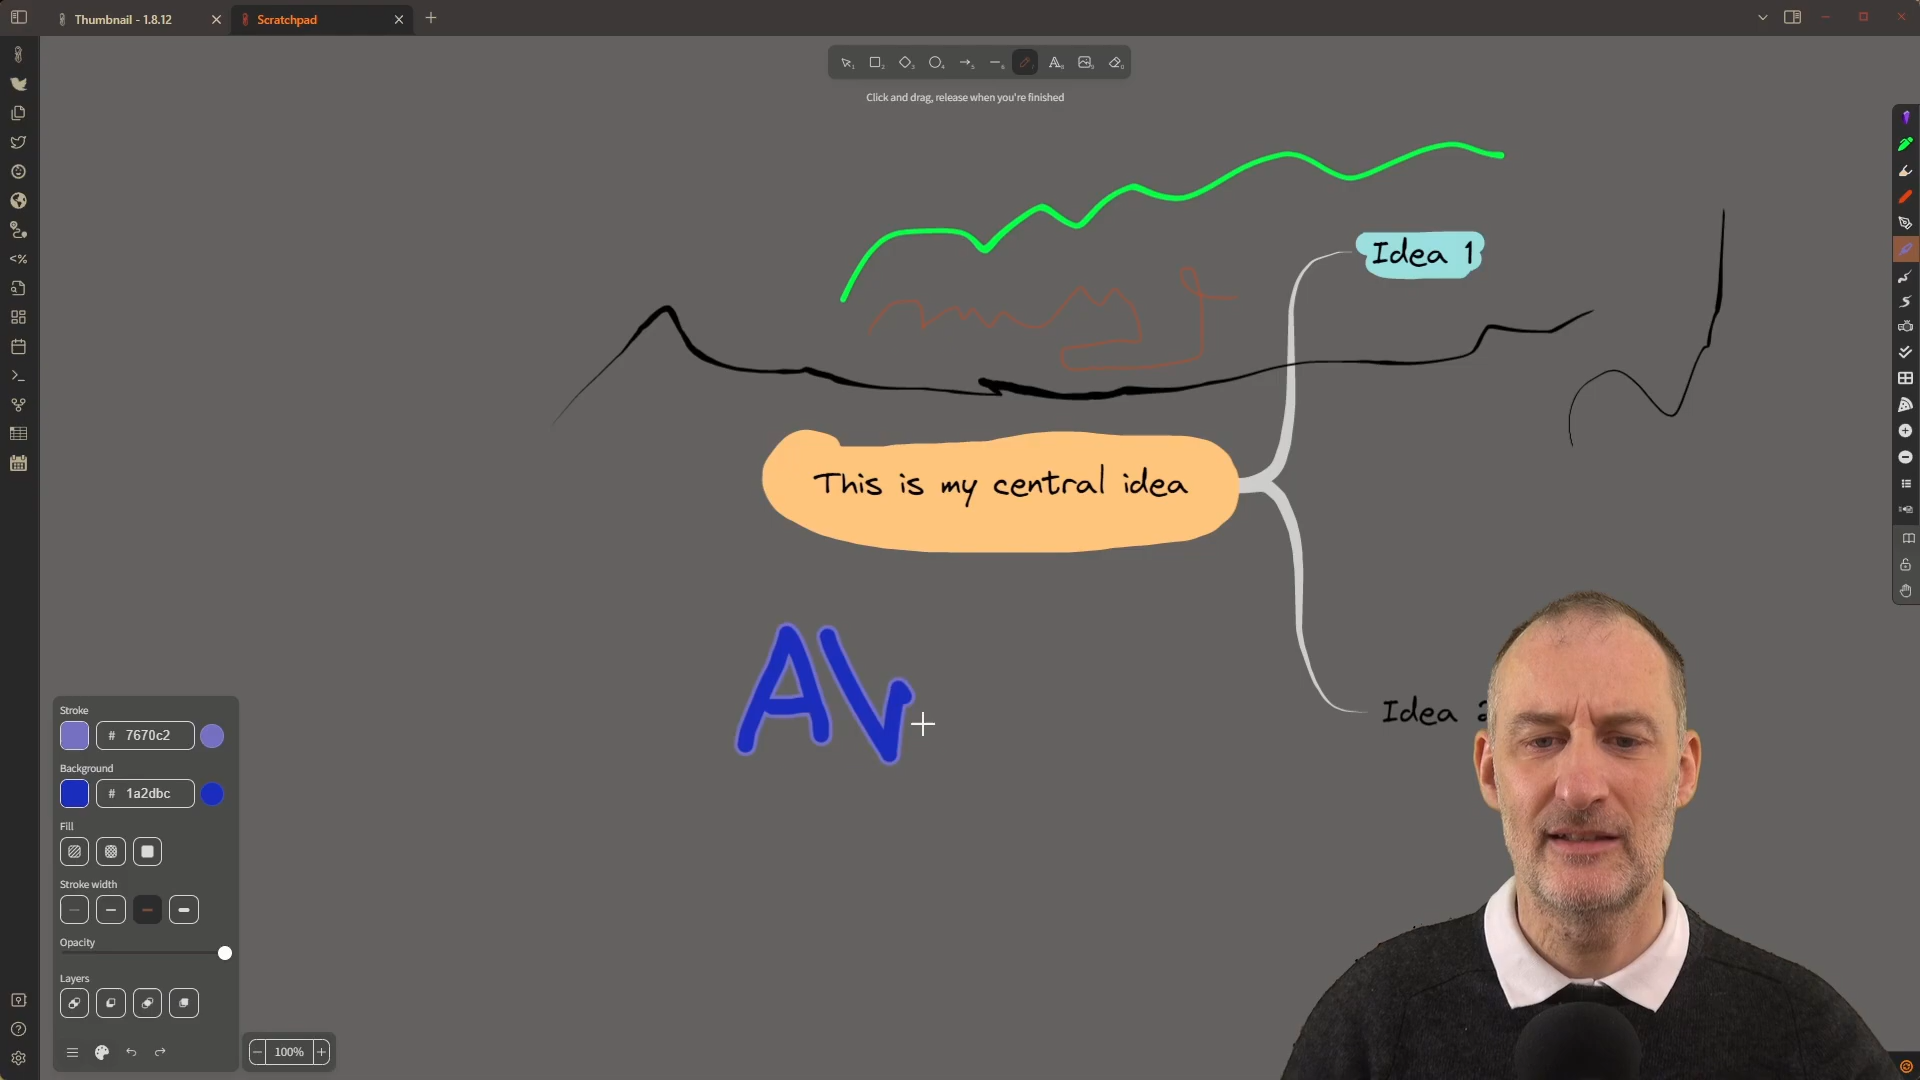 Thumbnail - 1.8.12
Scratchpad
Click and drag, release when you're finished
Idea 1
This is my central idea
AV
Idea 2
Stroke
# 7670c2
Background
# 1a2dbc
Fill
Stroke width
Opacity
Layers
100%